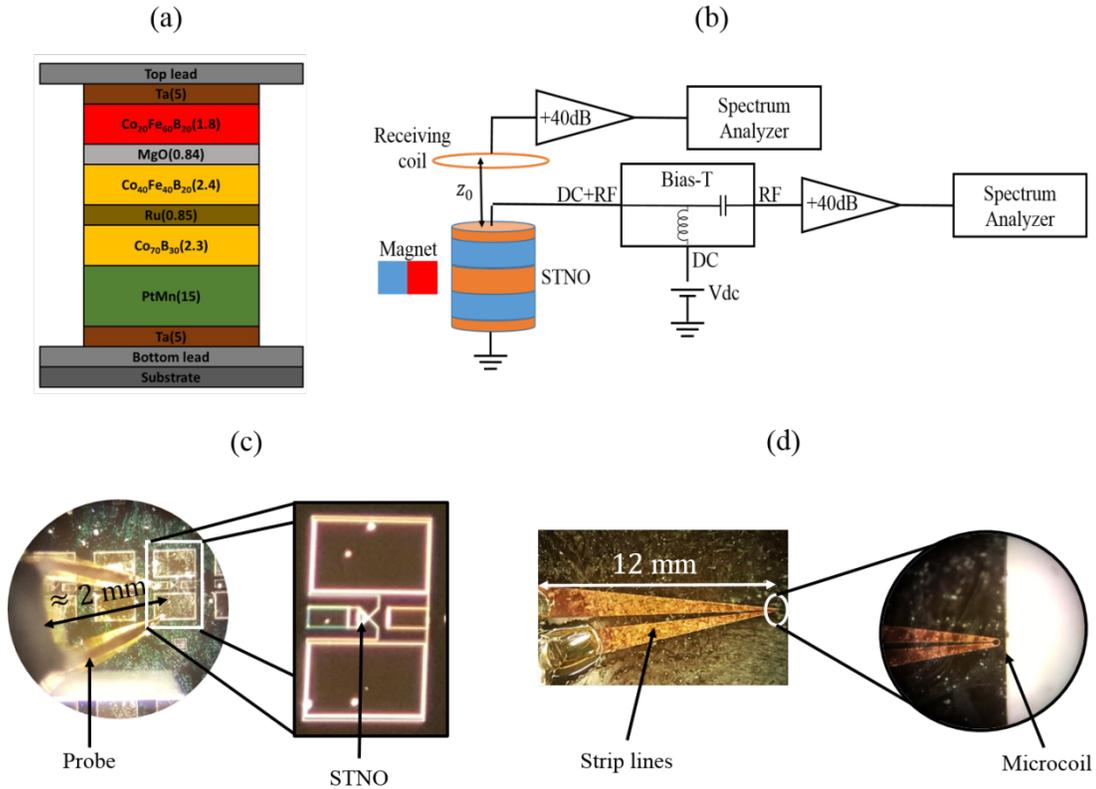 (a)
Top lead
Ta(5)
Co₂₀Fe₆₀B₂₀(1.8)
MgO(0.84)
Co₄₀Fe₄₀B₂₀(2.4)
Ru(0.85)
Co₇₀B₃₀(2.3)
PtMn(15)
Ta(5)
Bottom lead
Substrate
(b)
+40dB
Spectrum
Analyzer
Receiving
coil
z₀
DC+RF
Bias-T
RF
+40dB
Spectrum
Analyzer
Magnet
STNO
DC
Vdc
(c)
≈ 2 mm
Probe
STNO
(d)
12 mm
Strip lines
Microcoil